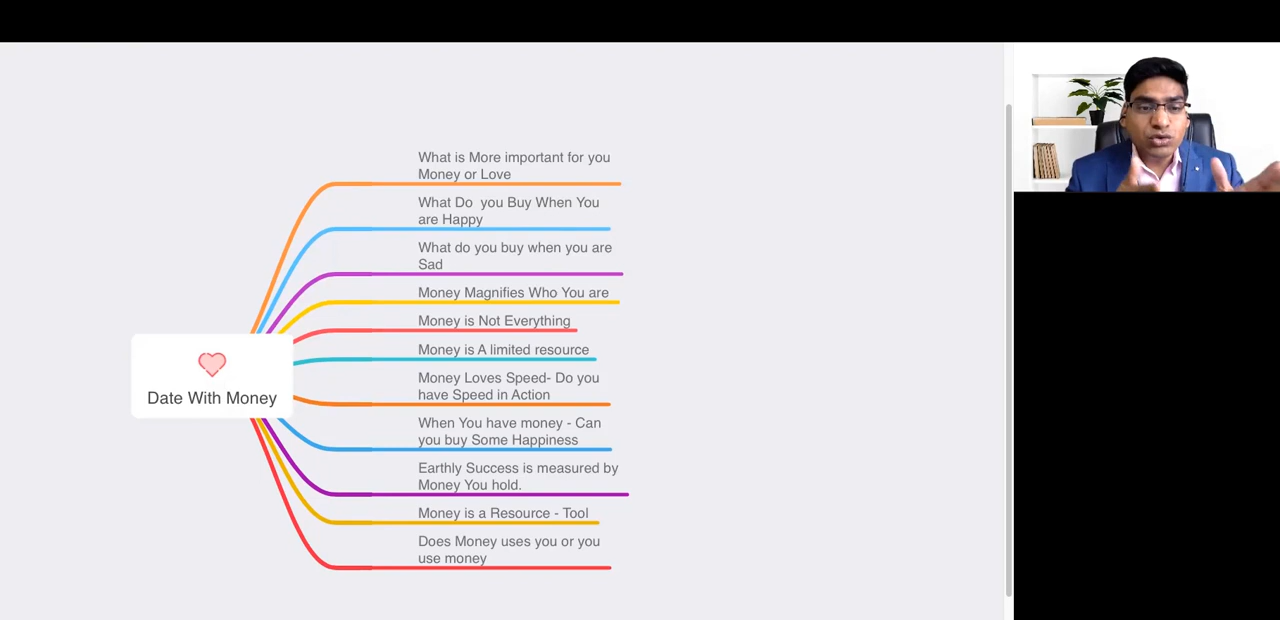 What is More important for you
Money or Love
What Do you Buy When You
are Happy
What do you buy when you are
Sad
Money Magnifies Who You are
Money is Not Everything
Money is A limited resource
Date With Money
Money Loves Speed- Do you
have Speed in Action
When You have money - Can
you buy Some Happiness
Earthly Success is measured by
Money You hold.
Money is a Resource - Tool
Does Money uses you or you
use money